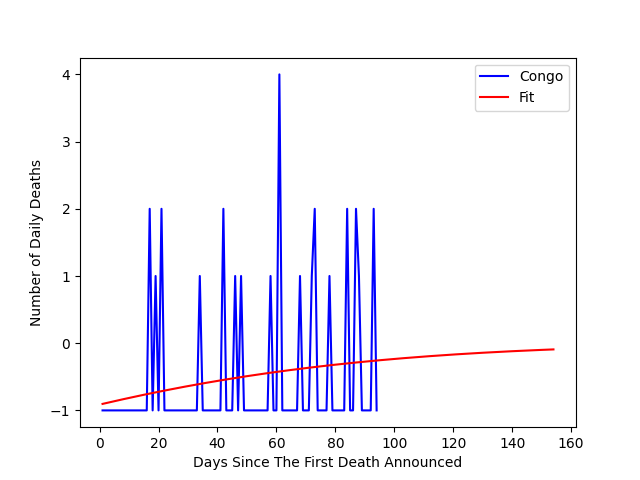 Congo
Fit
Number of Daily Deaths
4
3
2
1
0
−1
0 20 40 60 80 100 120 140 160
Days Since The First Death Announced